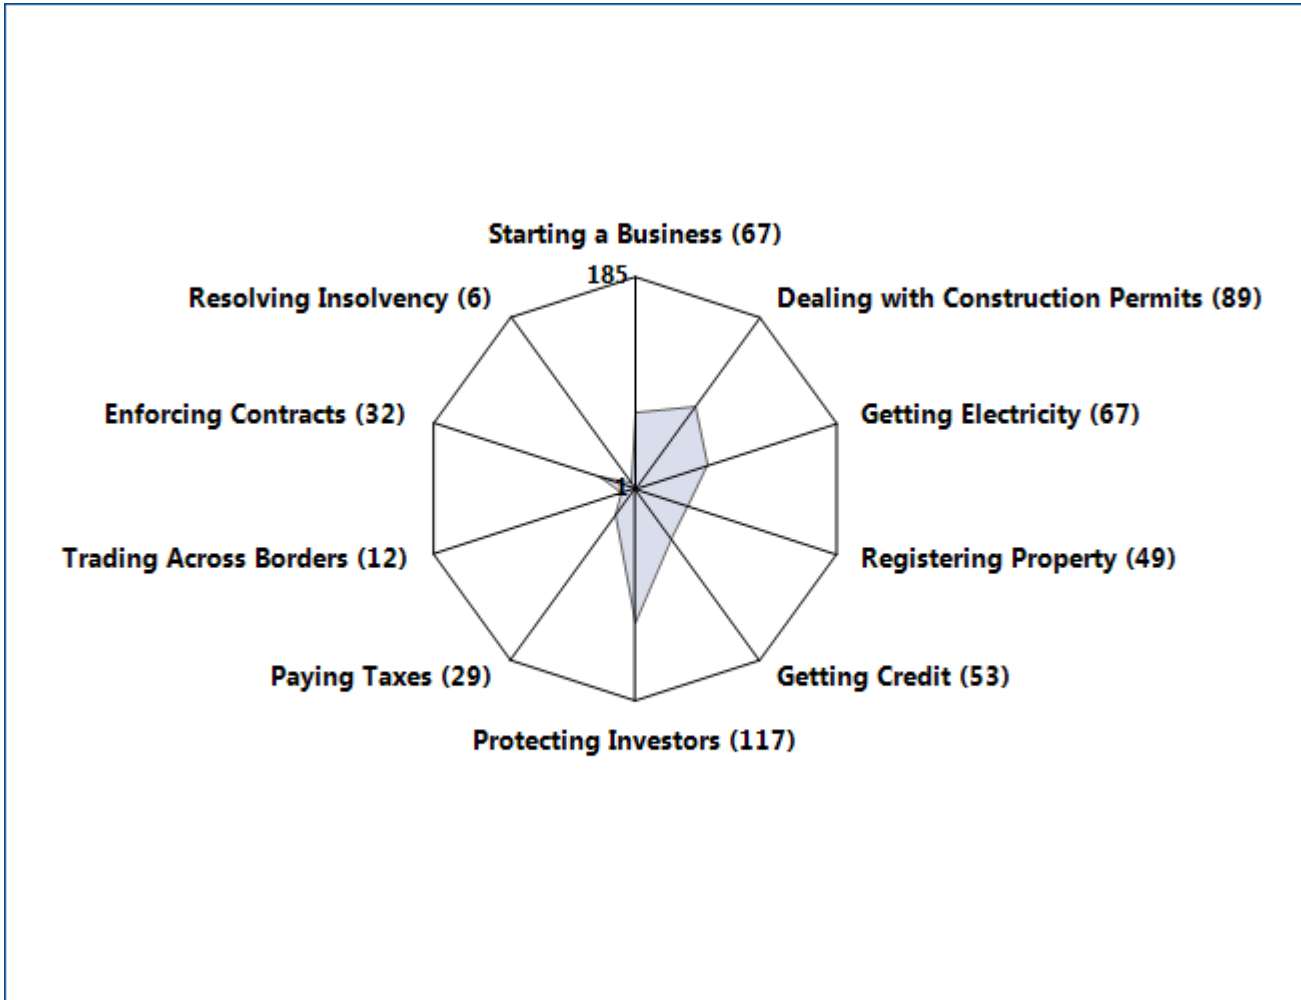 Starting a Business (67)
185
Resolving Insolvency (6)
Dealing with Construction Permits (89)
Enforcing Contracts (32)
Getting Electricity (67)
1
Trading Across Borders (12)
Registering Property (49)
Paying Taxes (29)
Getting Credit (53)
Protecting Investors (117)